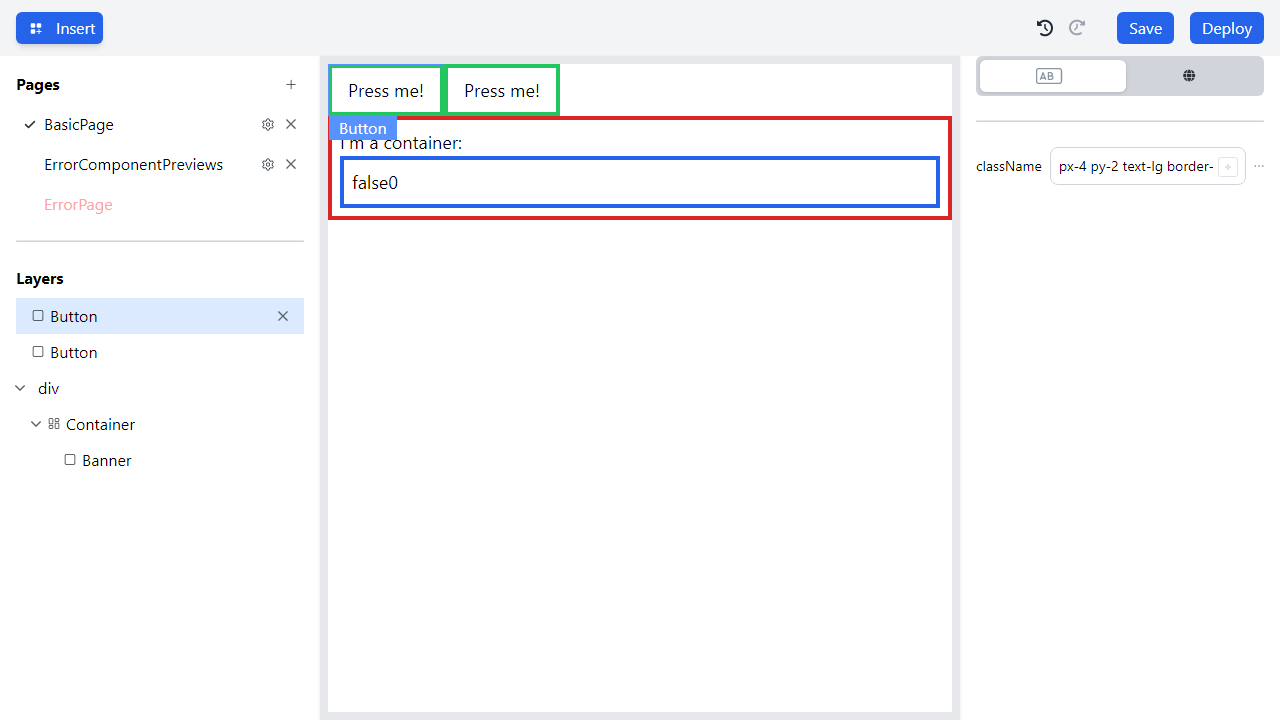 Insert
Save
Deploy
Pages
BasicPage
ErrorComponentPreviews
ErrorPage
Layers
Button
Button
div
Container
Banner
Press me!
Press me!
Button
I'm a container:
false0
AB
className
px-4 py-2 text-lg border-